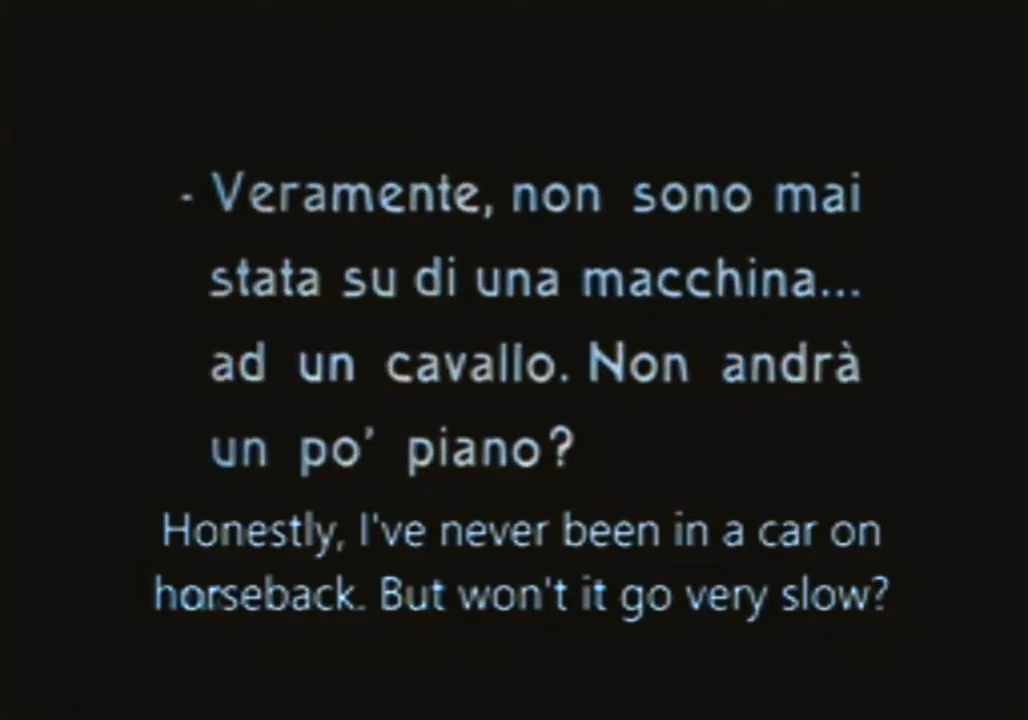 - Veramente, non sono mai
stata su di una macchina...
ad un cavallo. Non andrà
un po' piano?
Honestly, I've never been in a car on
horseback. But won't it go very slow?